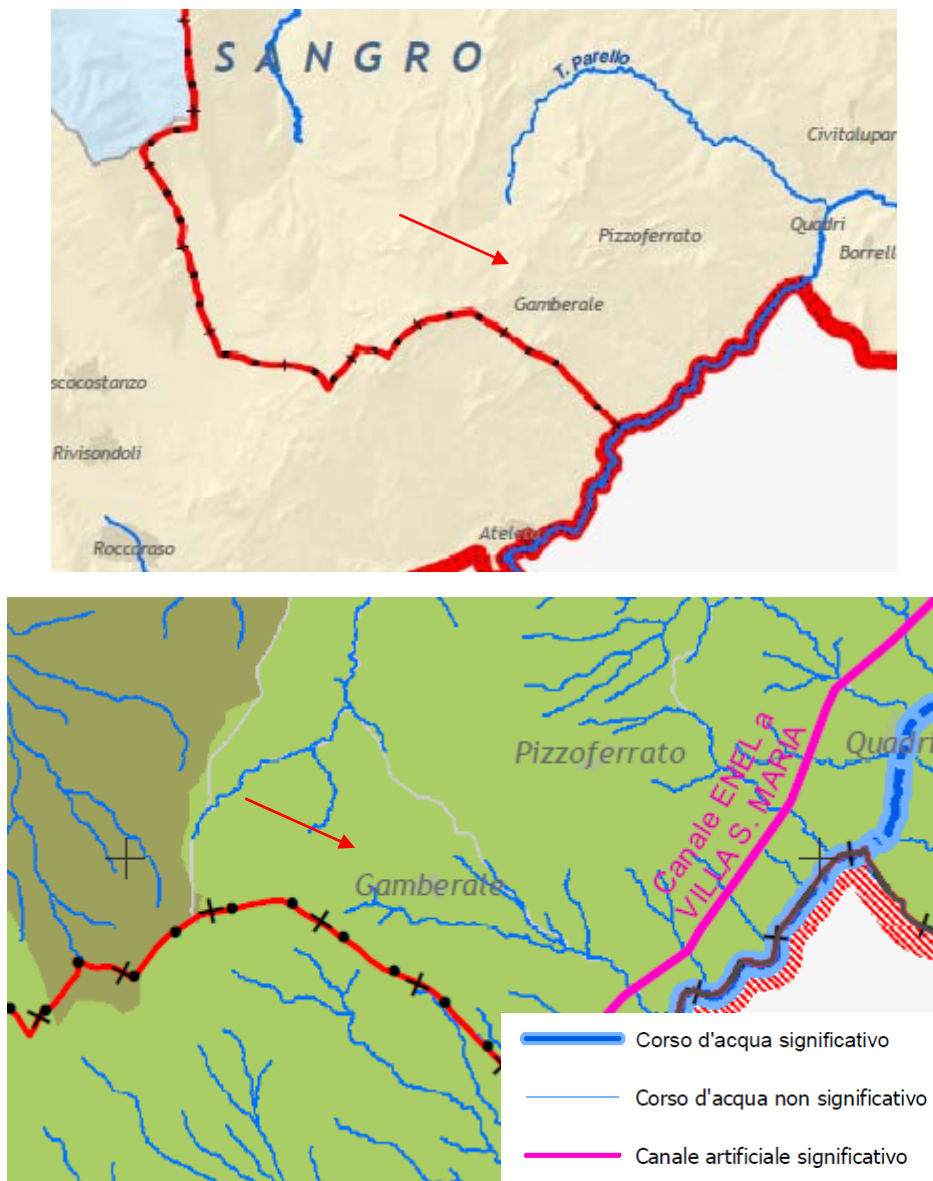 SANGRO
T. Parello
Civitalupar
Quadri
Pizzoferrato
Borrell
Gamberale
scocostanzo
Rivisondoli
Roccaraso
Ateleta
Pizzoferrato
Quadri
Canale ENEL a
VILLA S. MARIA
Gamberale
Corso d'acqua significativo
Corso d'acqua non significativo
Canale artificiale significativo